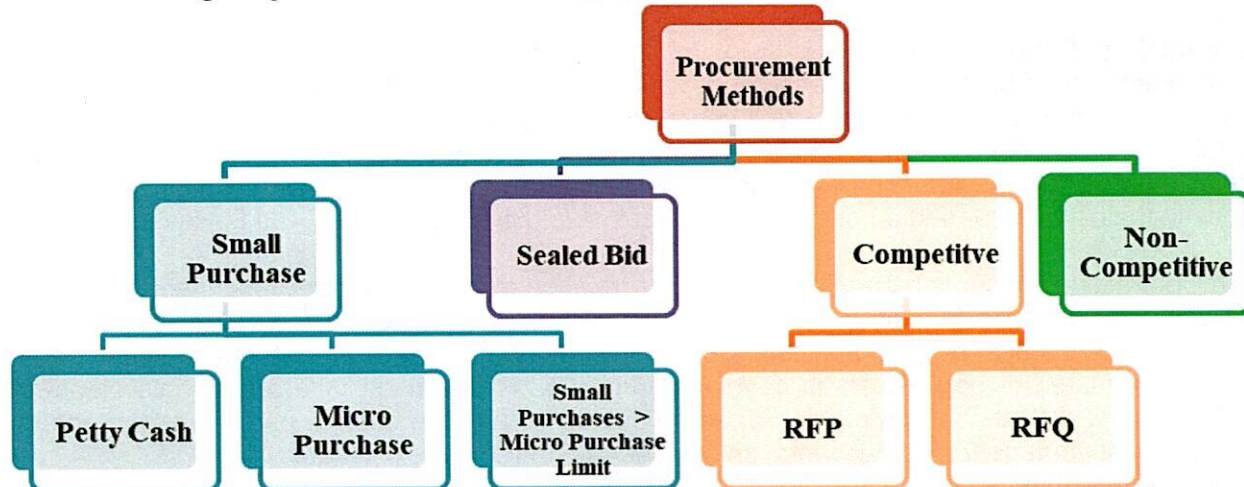 Procurement
Methods
Small
Purchase
Sealed Bid
Competitve
Non-
Competitive
Petty Cash
Micro
Purchase
Small
Purchases >
Micro Purchase
Limit
RFP
RFQ